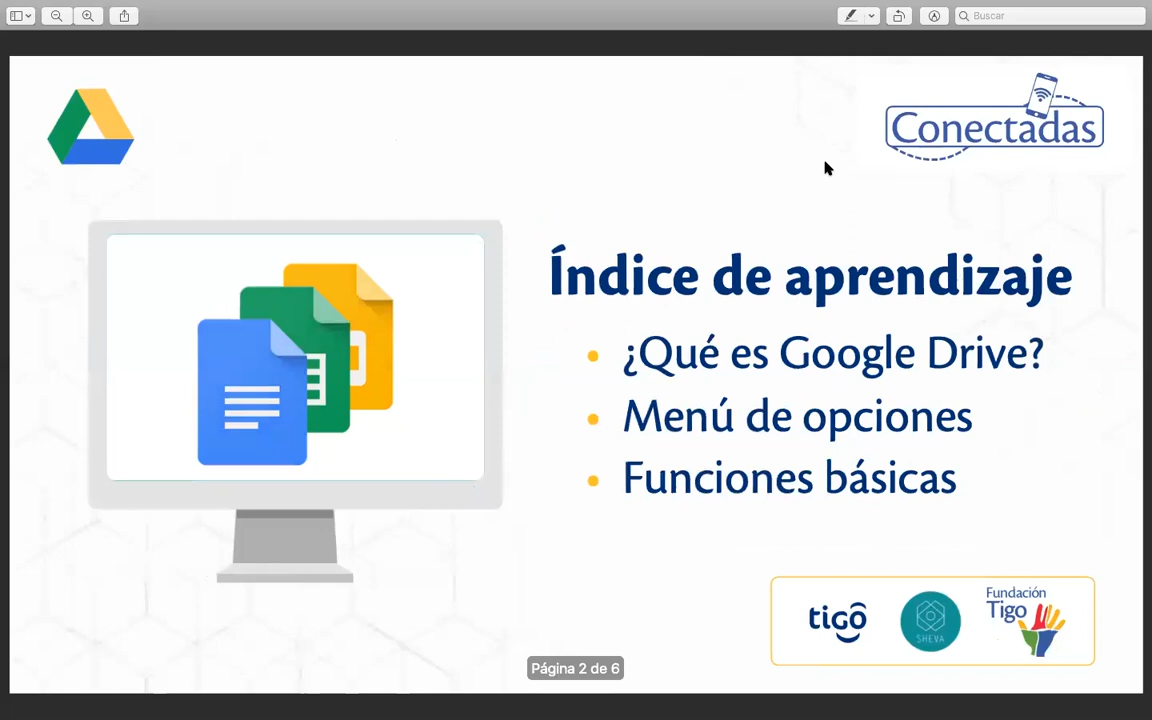 Buscar
Conectadas
Índice de aprendizaje
¿Qué es Google Drive?
Menú de opciones
Funciones básicas
tigo
SHEVA
Fundación
Tigo
Página 2 de 6